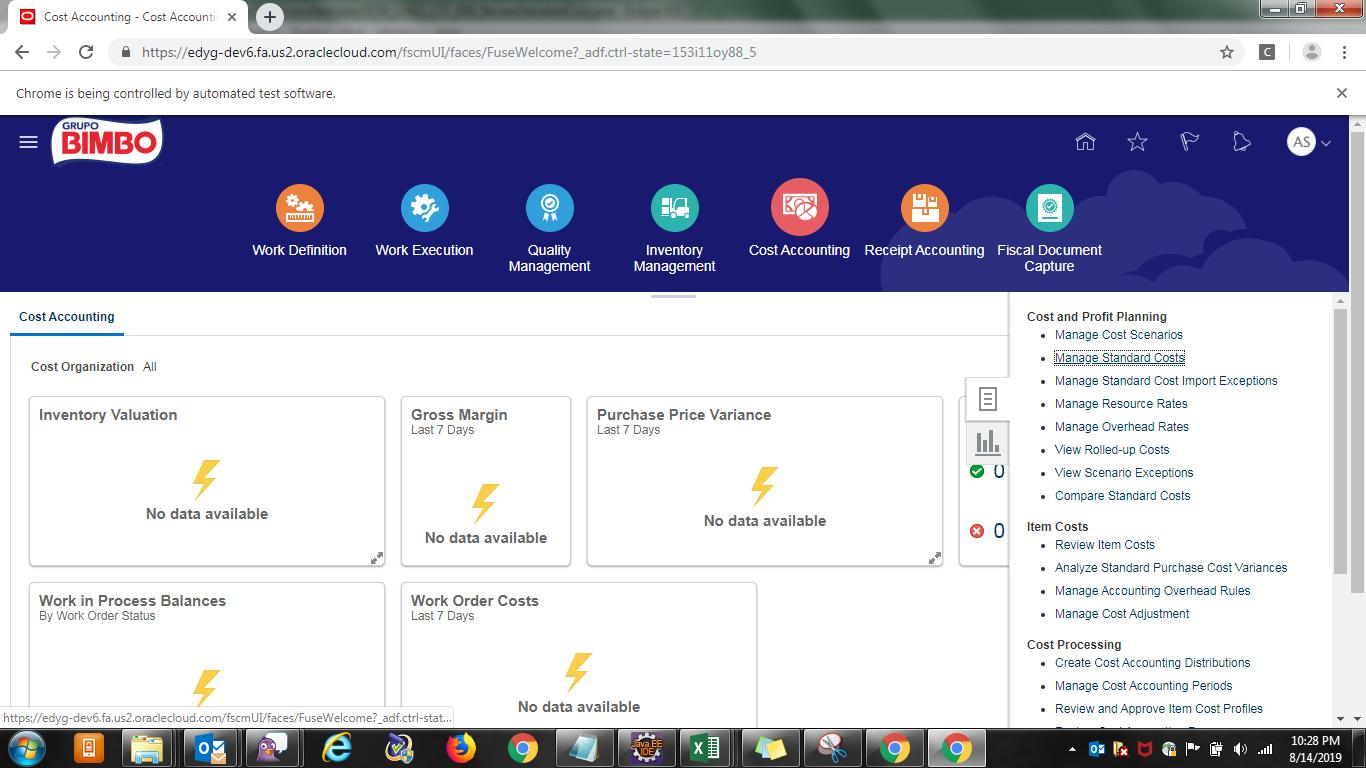 Cost Accounting - Cost Accountin
https://edyg-dev6.fa.us2.oraclecloud.com/fscmUI/faces/FuseWelcome?_adf.ctrl-state=153i11oy88_5
C
Chrome is being controlled by automated test software.
GRUPO
BIMBO
AS
Work Definition
Work Execution
Quality
Management
Inventory
Management
Cost Accounting
Receipt Accounting
Fiscal Document
Capture
Cost Accounting
Cost Organization All
Inventory Valuation
No data available
Gross Margin
Last 7 Days
No data available
Purchase Price Variance
Last 7 Days
No data available
0
0
Work in Process Balances
By Work Order Status
Work Order Costs
Last 7 Days
No data available
Cost and Profit Planning
Manage Cost Scenarios
Manage Standard Costs
Manage Standard Cost Import Exceptions
Manage Resource Rates
Manage Overhead Rates
View Rolled-up Costs
View Scenario Exceptions
Compare Standard Costs
Item Costs
Review Item Costs
Analyze Standard Purchase Cost Variances
Manage Accounting Overhead Rules
Manage Cost Adjustment
Cost Processing
Create Cost Accounting Distributions
Manage Cost Accounting Periods
Review and Approve Item Cost Profiles
https://edyg-dev6.fa.us2.oraclecloud.com/fscmUI/faces/FuseWelcome?_adf.ctrl-stat...
Java EE
IDE
10:28 PM
8/14/2019